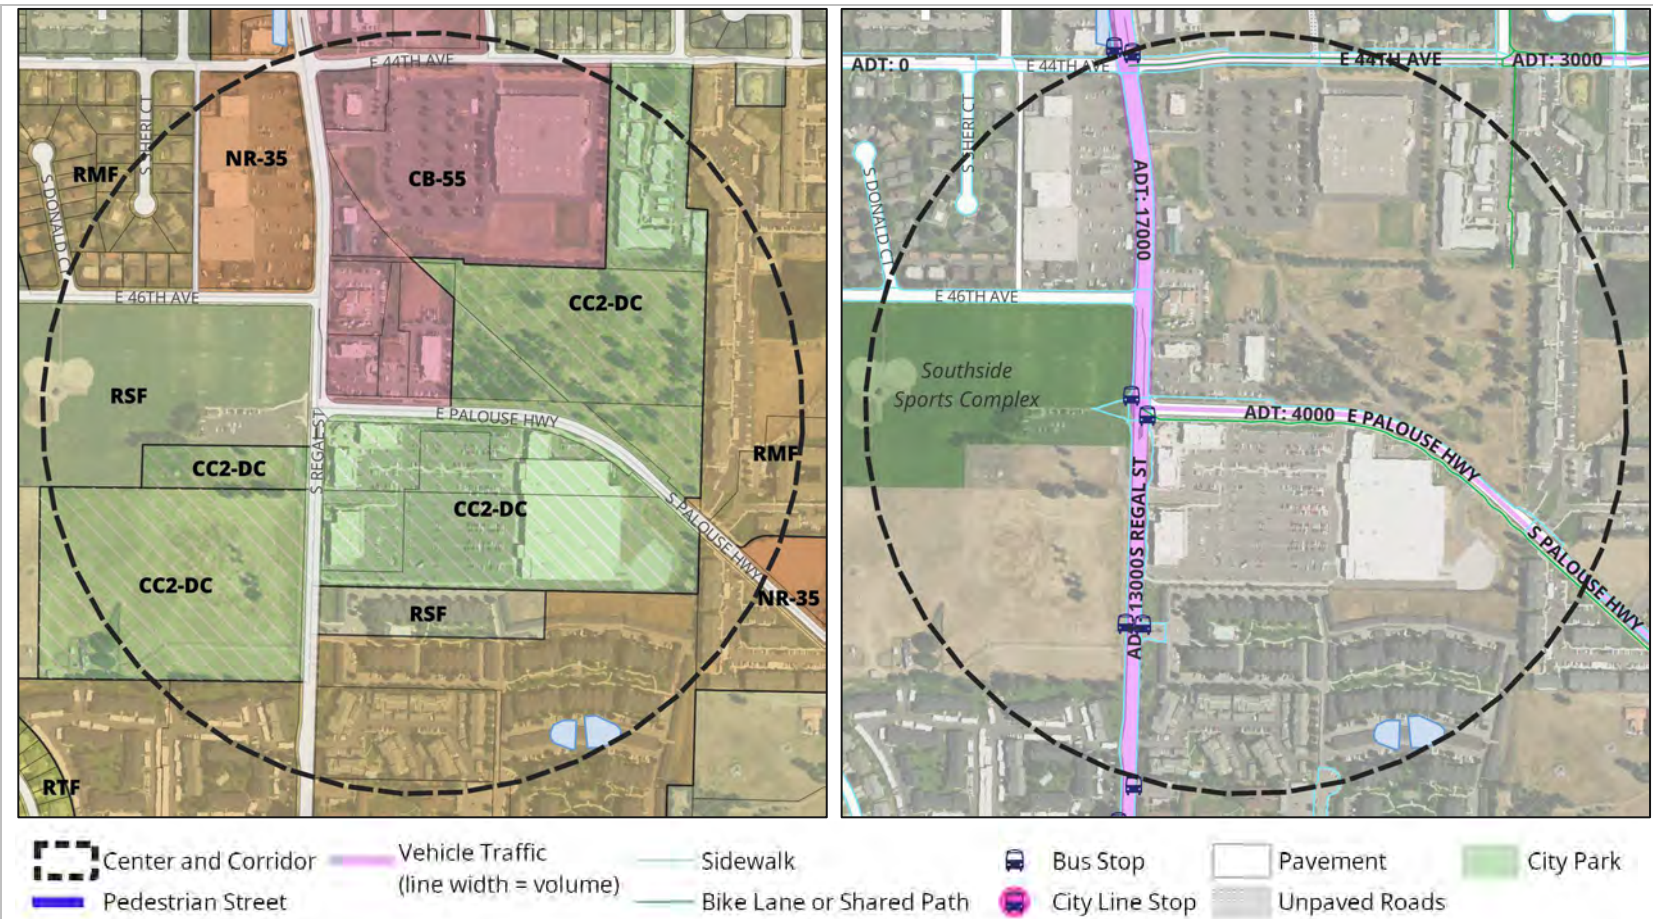 E 44TH AVE
S SHERI CT
NR-35
RMF
CB-55
S DONALD CT
E 46TH AVE
CC2-DC
RSF
E PALOUSE HWY
S REGAL ST
CC2-DC
RMF
CC2-DC
S PALOUSE HWY
CC2-DC
NR-35
RSF
RTF
ADT: 0
E 44TH AVE
E 44TH AVE
ADT: 3000
S SHERI CT
ADT: 17000
S DONALD CT
E 46TH AVE
Southside
Sports Complex
ADT: 4000
E PALOUSE HWY
ADT: 13000
S REGAL ST
S PALOUSE HWY
Center and Corridor
Pedestrian Street
Vehicle Traffic
(line width = volume)
Sidewalk
Bike Lane or Shared Path
Bus Stop
City Line Stop
Pavement
Unpaved Roads
City Park